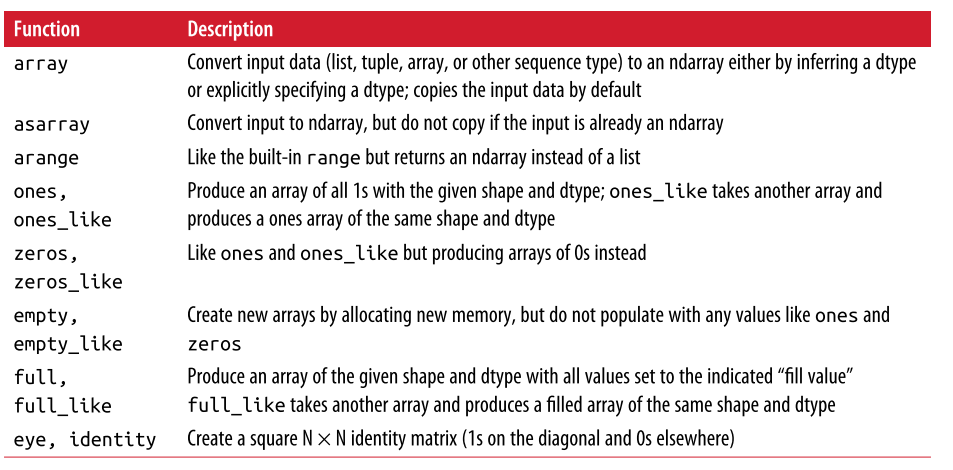 Function Description
array Convert input data (list, tuple, array, or other sequence type) to an ndarray either by inferring a dtype
or explicitly specifying a dtype; copies the input data by default
asarray Convert input to ndarray, but do not copy if the input is already an ndarray
arange Like the built-in range but returns an ndarray instead of a list
ones, Produce an array of all 1s with the given shape and dtype; ones_like takes another array and
ones_like produces a ones array of the same shape and dtype
zeros, Like ones and ones_like but producing arrays of 0s instead
zeros_like
empty, Create new arrays by allocating new memory, but do not populate with any values like ones and
empty_like zeros
full, Produce an array of the given shape and dtype with all values set to the indicated “fill value”
full_like full_like takes another array and produces a filled array of the same shape and dtype
eye, identity Create a square N × N identity matrix (1s on the diagonal and 0s elsewhere)